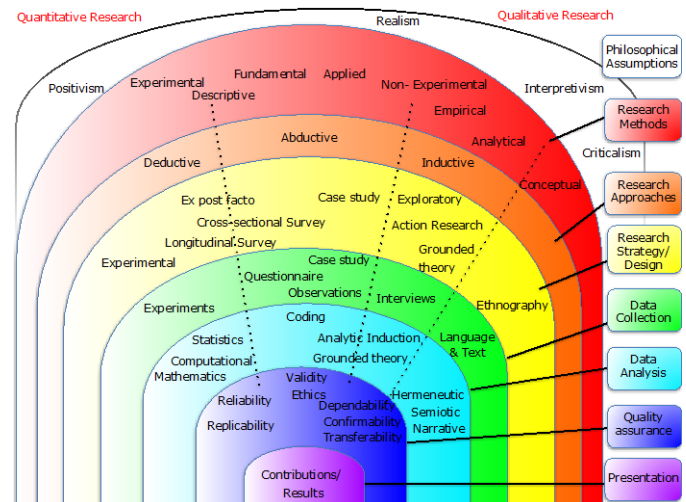 Quantitative Research
Realism
Qualitative Research
Philosophical
Assumptions
Positivism
Experimental
Fundamental
Applied
Non- Experimental
Interpretivism
Descriptive
Empirical
Research
Methods
Analytical
Criticalism
Abductive
Deductive
Inductive
Conceptual
Research
Approaches
Ex post facto
Case study
Exploratory
Cross-sectional Survey
Action Research
Longitudinal Survey
Grounded
theory
Research
Strategy/
Design
Experimental
Case study
Questionnaire
Observations
Interviews
Ethnography
Experiments
Data
Collection
Coding
Statistics
Analytic Induction
Language
& Text
Computational
Mathematics
Grounded theory
Data
Analysis
Validity
Ethics
Reliability
Replicability
Dependability
Confirmability
Transferability
Hermeneutic
Semiotic
Narrative
Quality
assurance
Contributions/
Results
Presentation